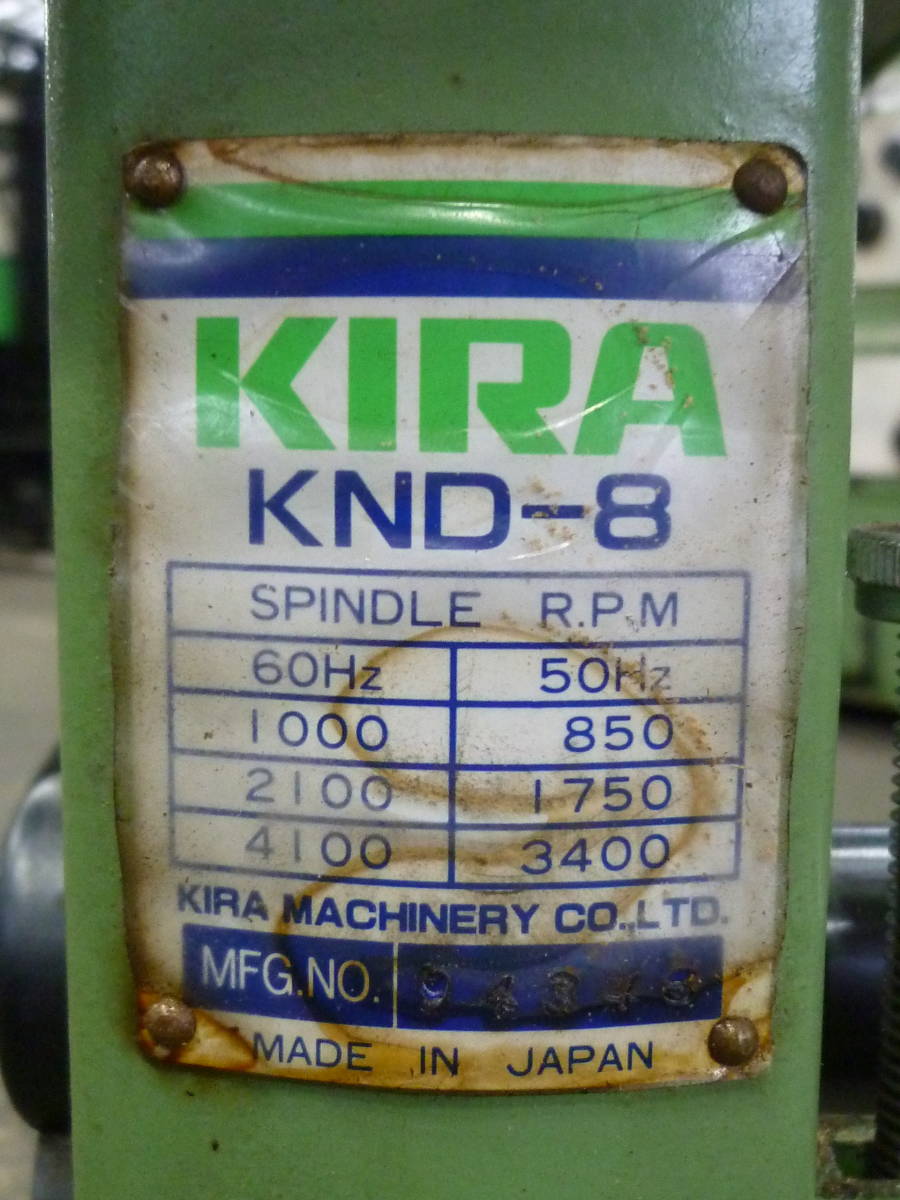 KIRA
KND-8
SPINDLE R.P.M
60Hz 50Hz
1000 850
2100 1750
4100 3400
KIRA MACHINERY CO.,LTD.
MFG.NO.
MADE IN JAPAN